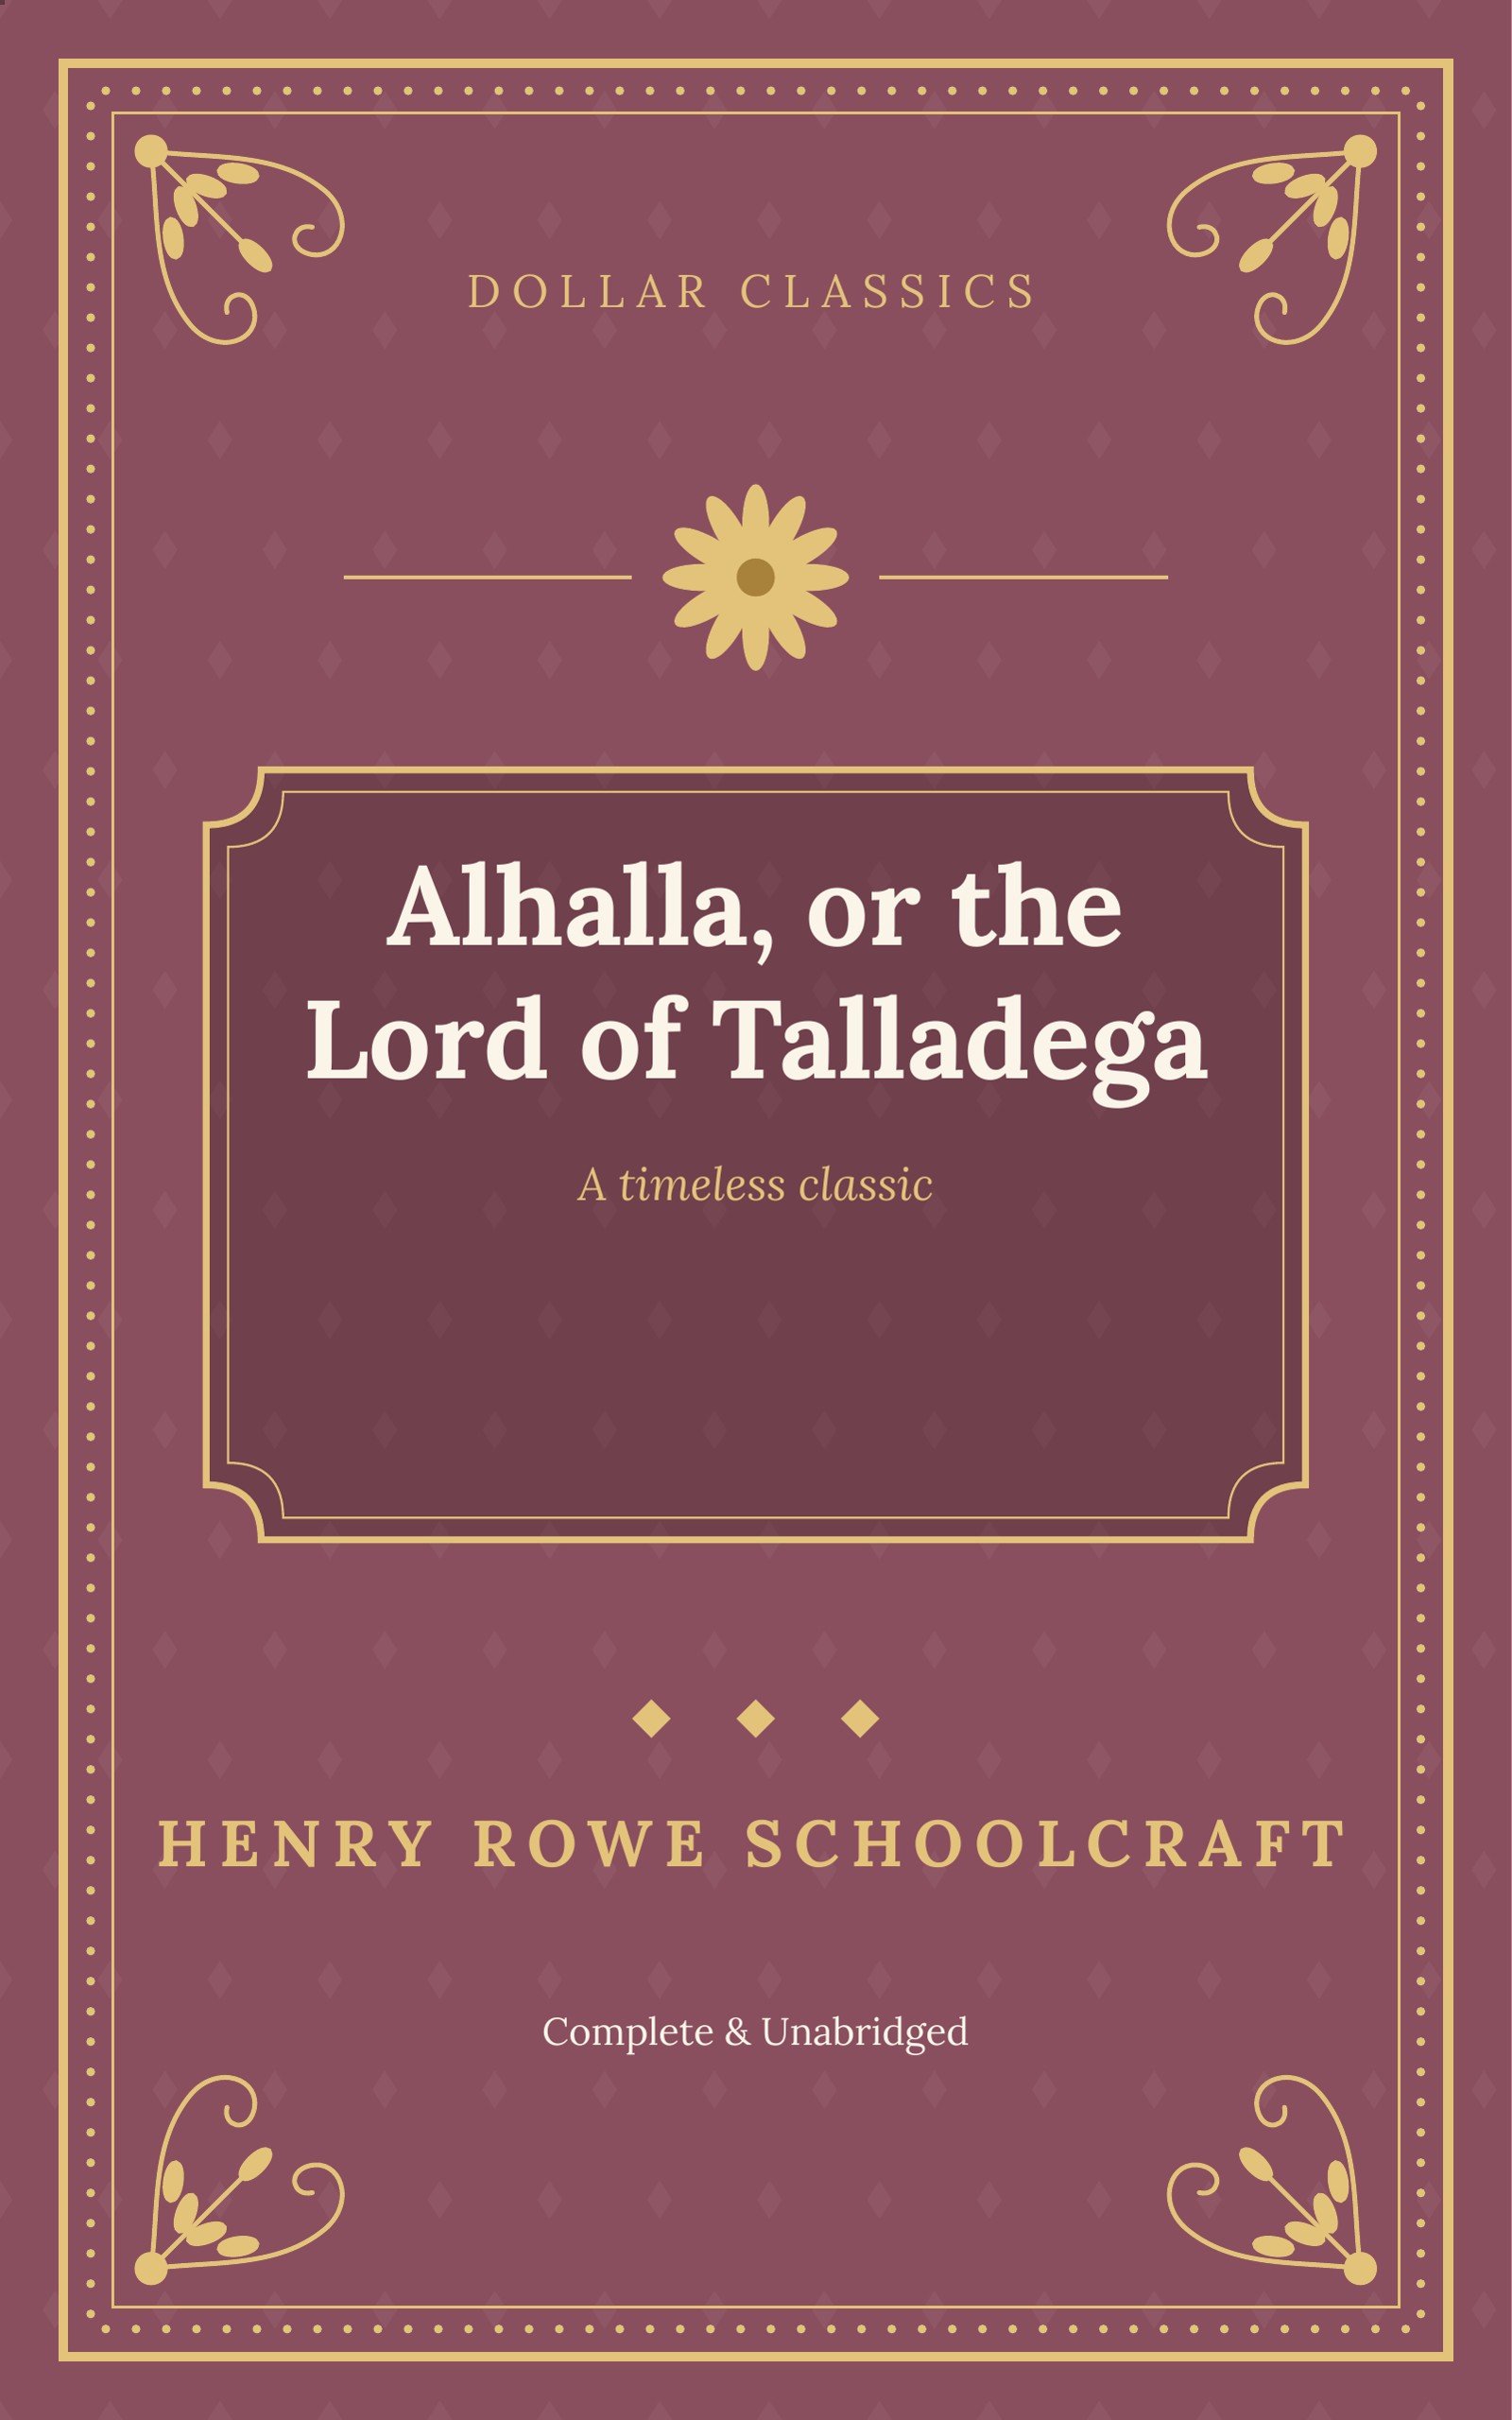 DOLLAR CLASSICS
Alhalla, or the
Lord of Talladega
A timeless classic
HENRY ROWE SCHOOLCRAFT
Complete & Unabridged